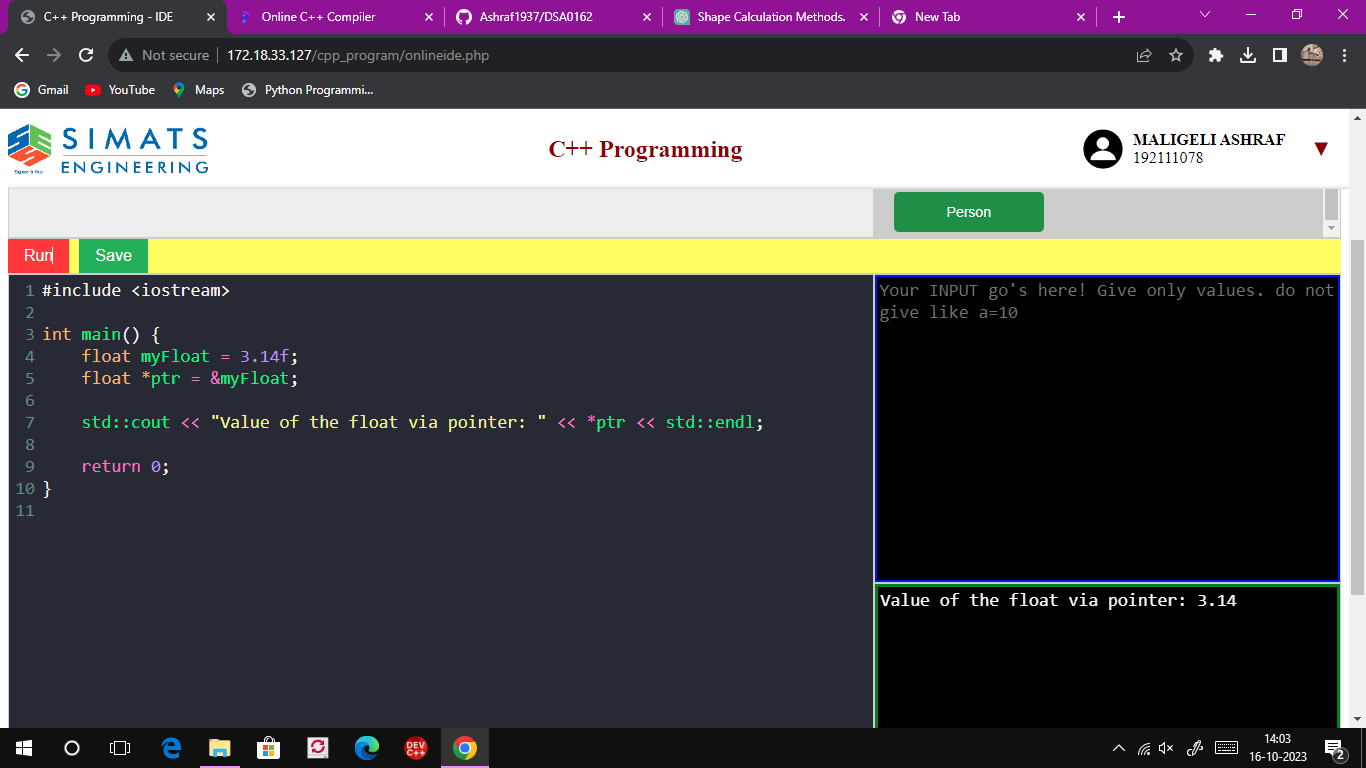 C++ Programming - IDE
Online C++ Compiler
Ashraf1937/DSA0162
Shape Calculation Methods.
New Tab
Not secure
172.18.33.127/cpp_program/onlineide.php
Gmail
YouTube
Maps
Python Programmi...
SIMATS
ENGINEERING
C++ Programming
MALIGELI ASHRAF
192111078
Person
Run
Save
1 #include <iostream>
2
3 int main() {
4     float myFloat = 3.14f;
5     float *ptr = &myFloat;
6
7     std::cout << "Value of the float via pointer: " << *ptr << std::endl;
8
9     return 0;
10 }
11
Your INPUT go's here! Give only values. do not
give like a=10
Value of the float via pointer: 3.14
DEV
C++
14:03
16-10-2023
2